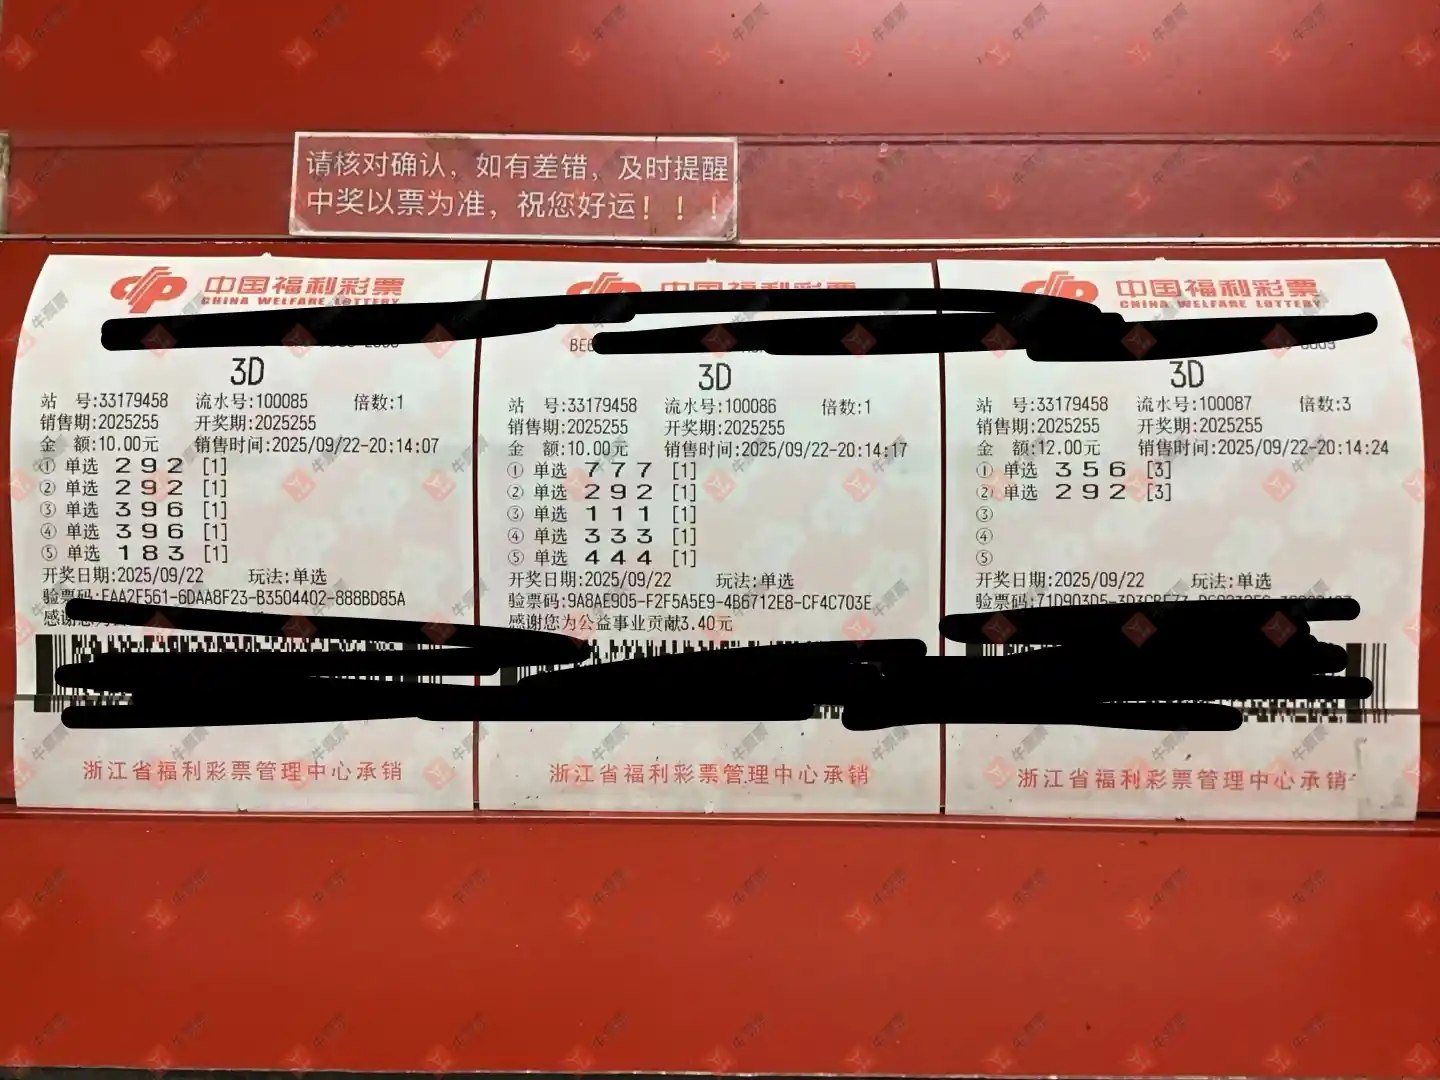 请核对确认，如有差错，及时提醒
中奖以票为准，祝您好运！！！
中国福利彩票
CHINA WELFARE LOTTERY
3D
站 号:33179458 流水号:100085 倍数:1
销售期:2025255 开奖期:2025255
金 额:10.00元 销售时间:2025/09/22-20:14:07
① 单选 2 9 2 [1]
② 单选 2 9 2 [1]
③ 单选 3 9 6 [1]
④ 单选 3 9 6 [1]
⑤ 单选 1 8 3 [1]
开奖日期:2025/09/22 玩法:单选
验票码:EAA2F561-6DAA8F23-B3504402-888BD85A
感谢您为
浙江省福利彩票管理中心承销
中国福利彩票
3D
站 号:33179458 流水号:100086 倍数:1
销售期:2025255 开奖期:2025255
金 额:10.00元 销售时间:2025/09/22-20:14:17
① 单选 7 7 7 [1]
② 单选 2 9 2 [1]
③ 单选 1 1 1 [1]
④ 单选 3 3 3 [1]
⑤ 单选 4 4 4 [1]
开奖日期:2025/09/22 玩法:单选
验票码:9A8AE905-F2F5A5E9-4B6712E8-CF4C703E
感谢您为公益事业贡献3.40元
浙江省福利彩票管理中心承销
中国福利彩票
CHINA WELFARE LOTTERY
3D
站 号:33179458 流水号:100087 倍数:3
销售期:2025255 开奖期:2025255
金 额:12.00元 销售时间:2025/09/22-20:14:24
① 单选 3 5 6 [3]
② 单选 2 9 2 [3]
③
④
⑤
开奖日期:2025/09/22 玩法:单选
验票码:71D903D5-
浙江省福利彩票管理中心承销
牛票票